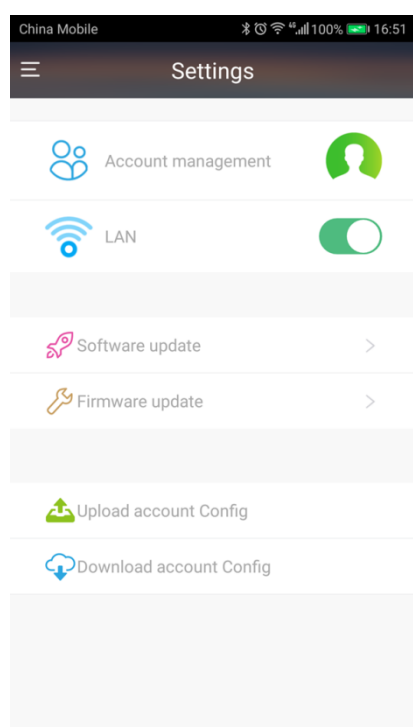 China Mobile 46 100% 16:51
Settings
Account management
LAN
Software update
Firmware update
Upload account Config
Download account Config